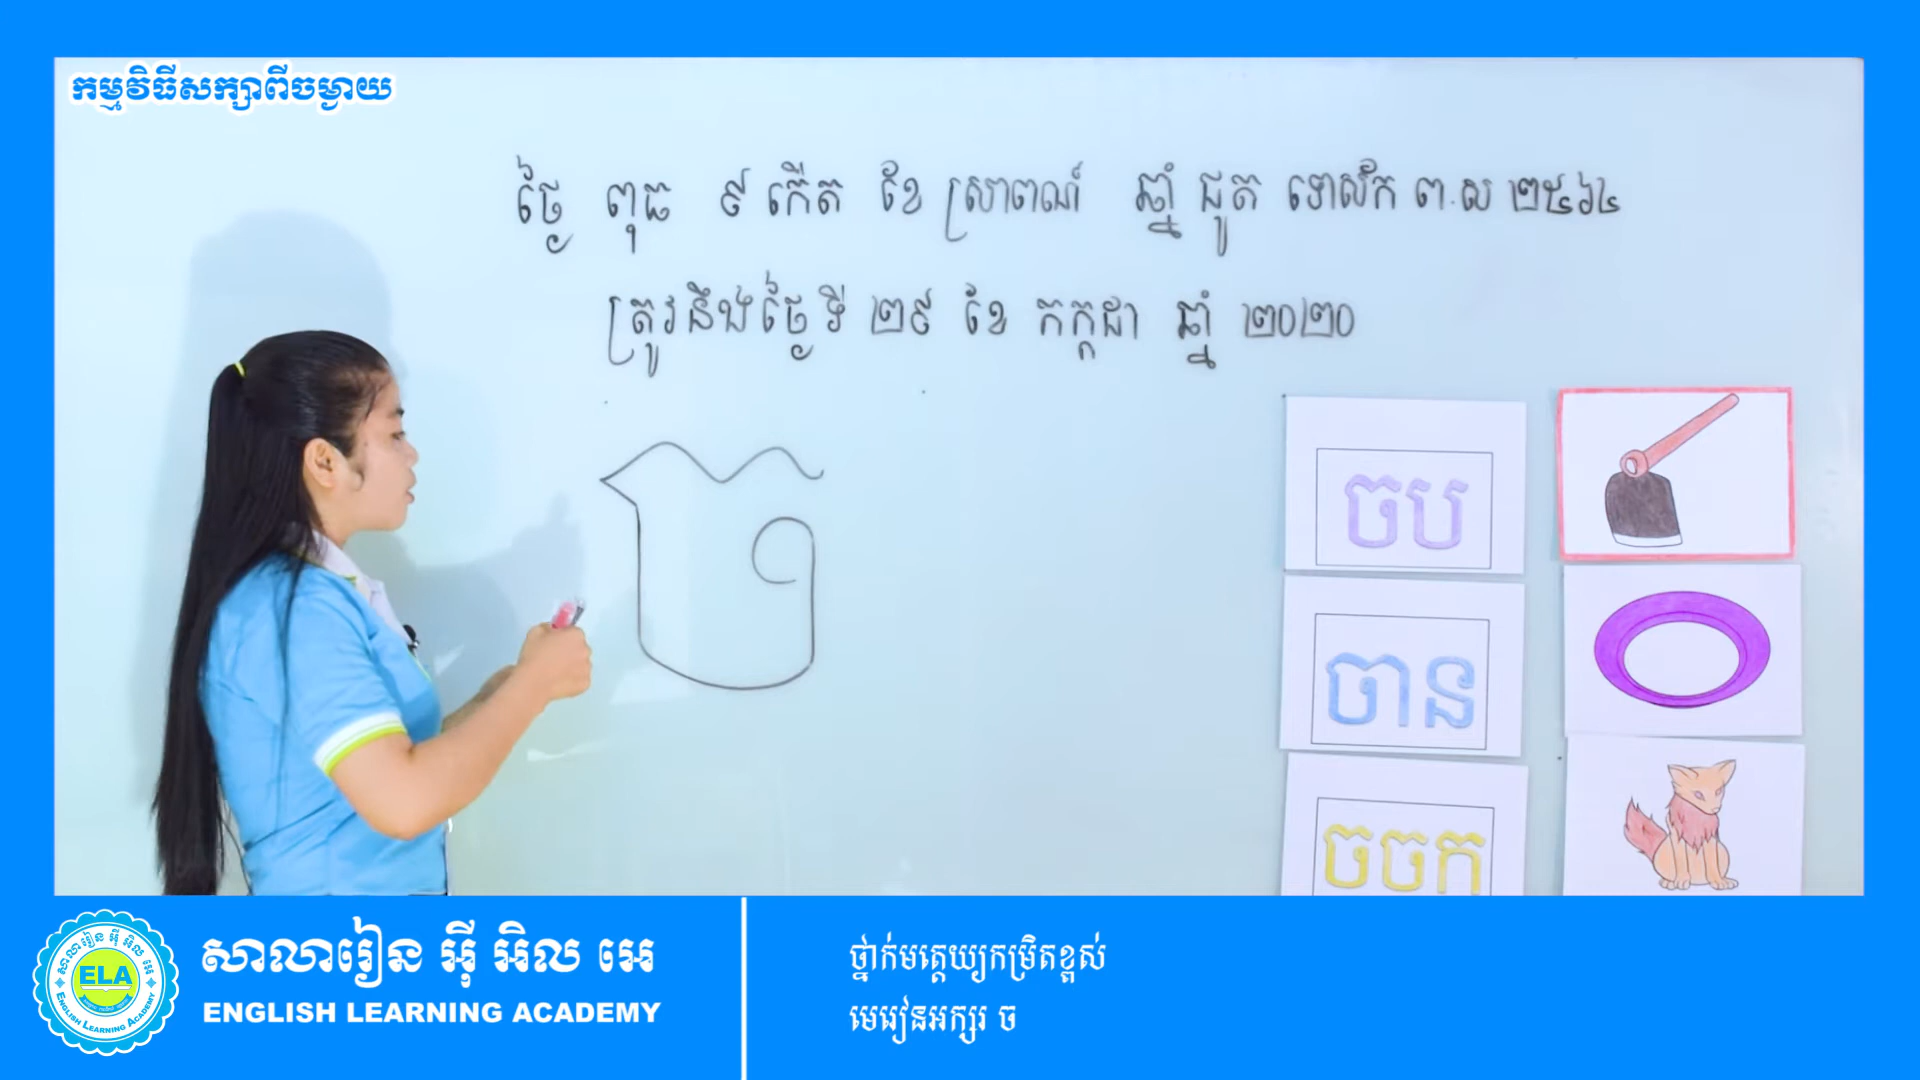 កម្មវិធីសិក្សាពីចម្ងាយ
ថ្ងៃ ពុធ ៩ កើត ខែ ស្រាពណ៍ ឆ្នាំ ជូត ទោស័ក ព.ស ២៥៦៤
ត្រូវនឹងថ្ងៃទី ២៩ ខែ កក្កដា ឆ្នាំ ២០២០
ច
ចប
ចាន
ចចក
សាលារៀន អ៊ី អិល អេ
ELA
ENGLISH LEARNING ACADEMY
ENGLISH LEARNING ACADEMY
ថ្នាក់មត្តេយ្យកម្រិតខ្ពស់
មេរៀនអក្សរ ច